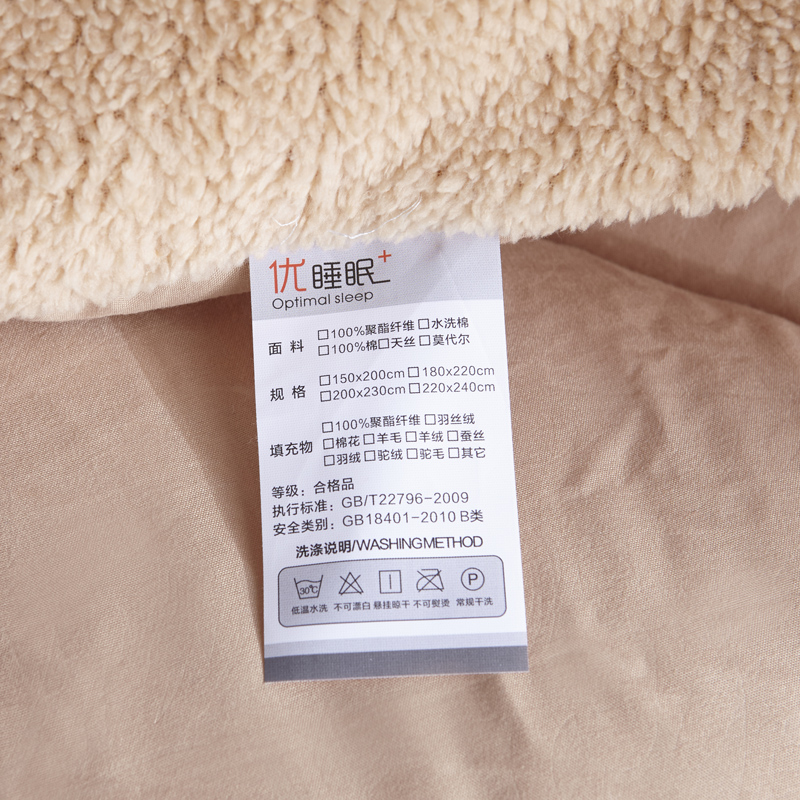 优睡眠+
Optimal sleep
面 料 □100%聚酯纤维 □水洗棉
□100%棉□天丝 □莫代尔
规 格 □150x200cm □180x220cm
□200x230cm □220x240cm
填充物 □100%聚酯纤维 □羽丝绒
□棉花 □羊毛 □羊绒 □蚕丝
□羽绒 □驼绒 □驼毛 □其它
等级：合格品
执行标准：GB/T22796-2009
安全类别：GB18401-2010 B类
洗涤说明/WASHING METHOD
30℃ P
低温水洗 不可漂白 悬挂晾干 不可熨烫 常规干洗